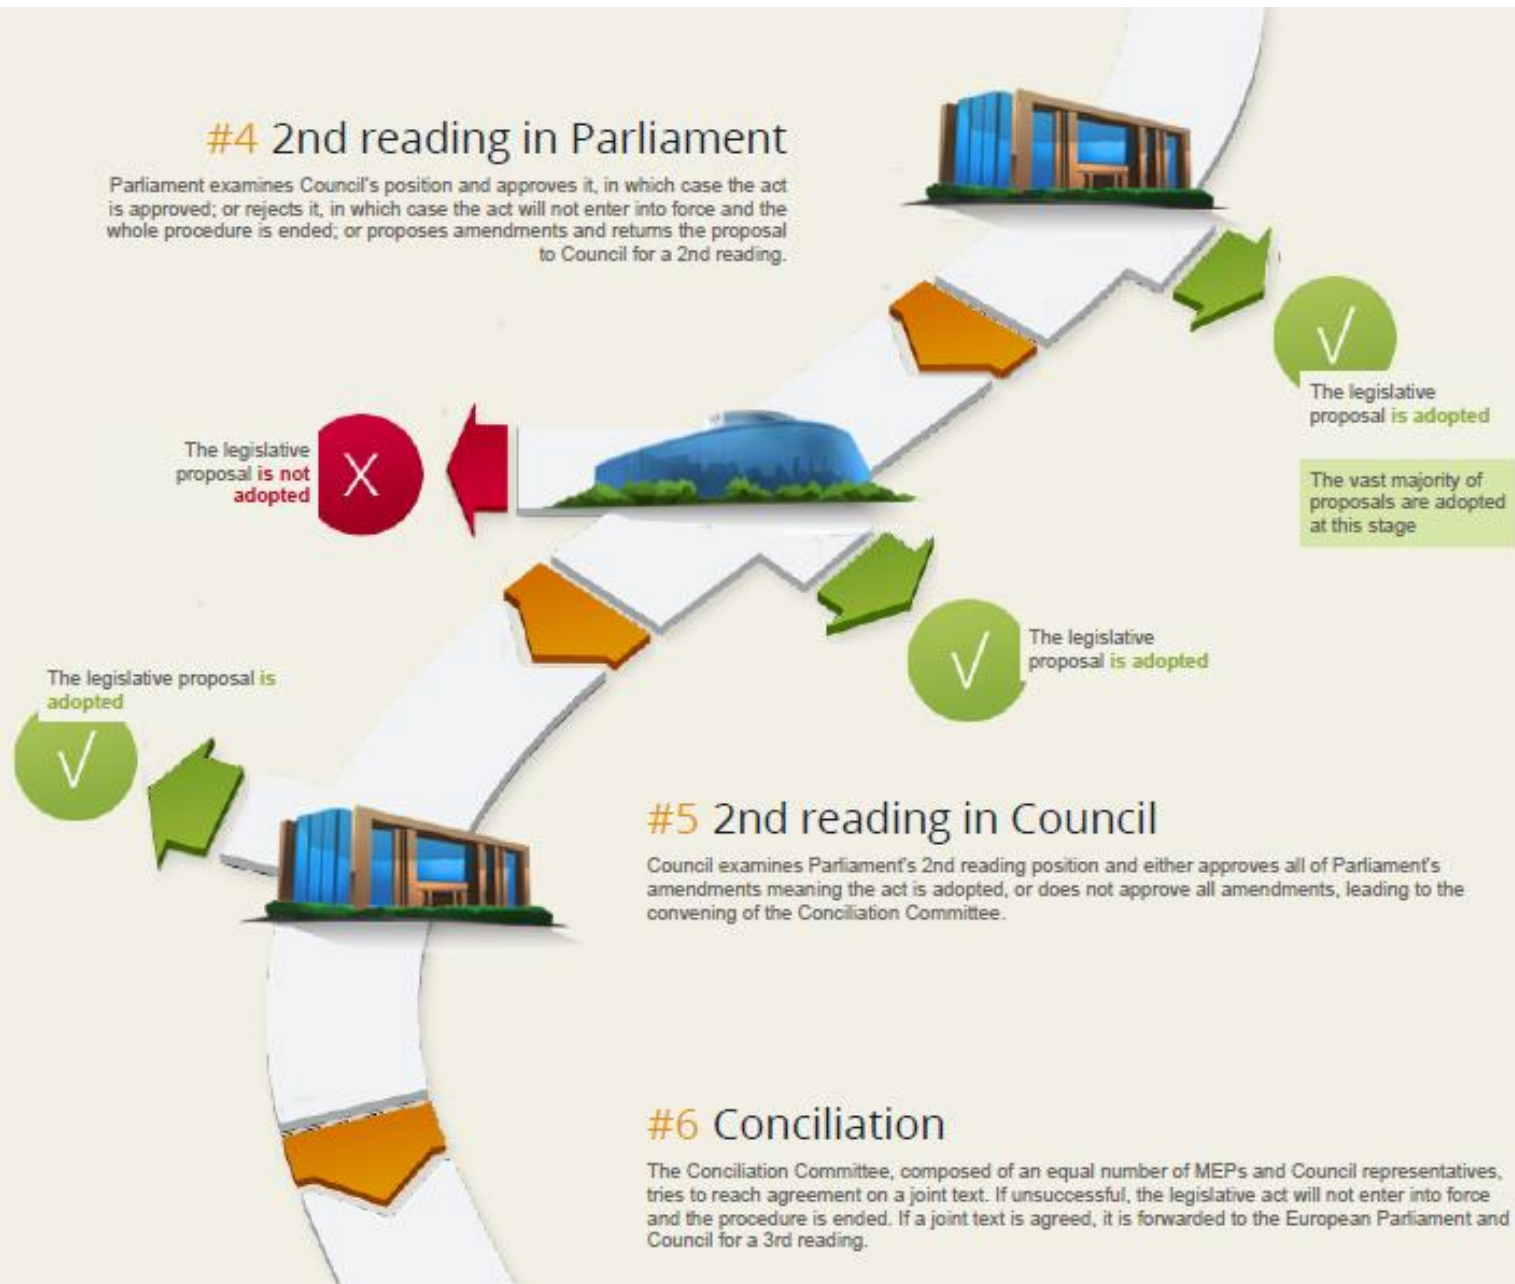 #4 2nd reading in Parliament
Parliament examines Council's position and approves it, in which case the act
is approved; or rejects it, in which case the act will not enter into force and the
whole procedure is ended; or proposes amendments and returns the proposal
to Council for a 2nd reading.
√
The legislative
proposal is adopted
The vast majority of
proposals are adopted
at this stage
The legislative
proposal is not
adopted
X
√
The legislative
proposal is adopted
The legislative proposal is
adopted
√
#5 2nd reading in Council
Council examines Parliament's 2nd reading position and either approves all of Parliament's
amendments meaning the act is adopted, or does not approve all amendments, leading to the
convening of the Conciliation Committee.
#6 Conciliation
The Conciliation Committee, composed of an equal number of MEPs and Council representatives,
tries to reach agreement on a joint text. If unsuccessful, the legislative act will not enter into force
and the procedure is ended. If a joint text is agreed, it is forwarded to the European Parliament and
Council for a 3rd reading.